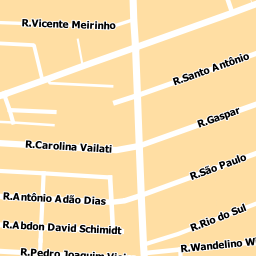 R.Vicente Meirinho
R.Santo Antônio
R.Gaspar
R.Carolina Vailati
R.São Paulo
R.Antônio Adão Dias
R.Rio do Sul
R.Abdon David Schimidt
R.Wandelino
R.Pedro Joaquim